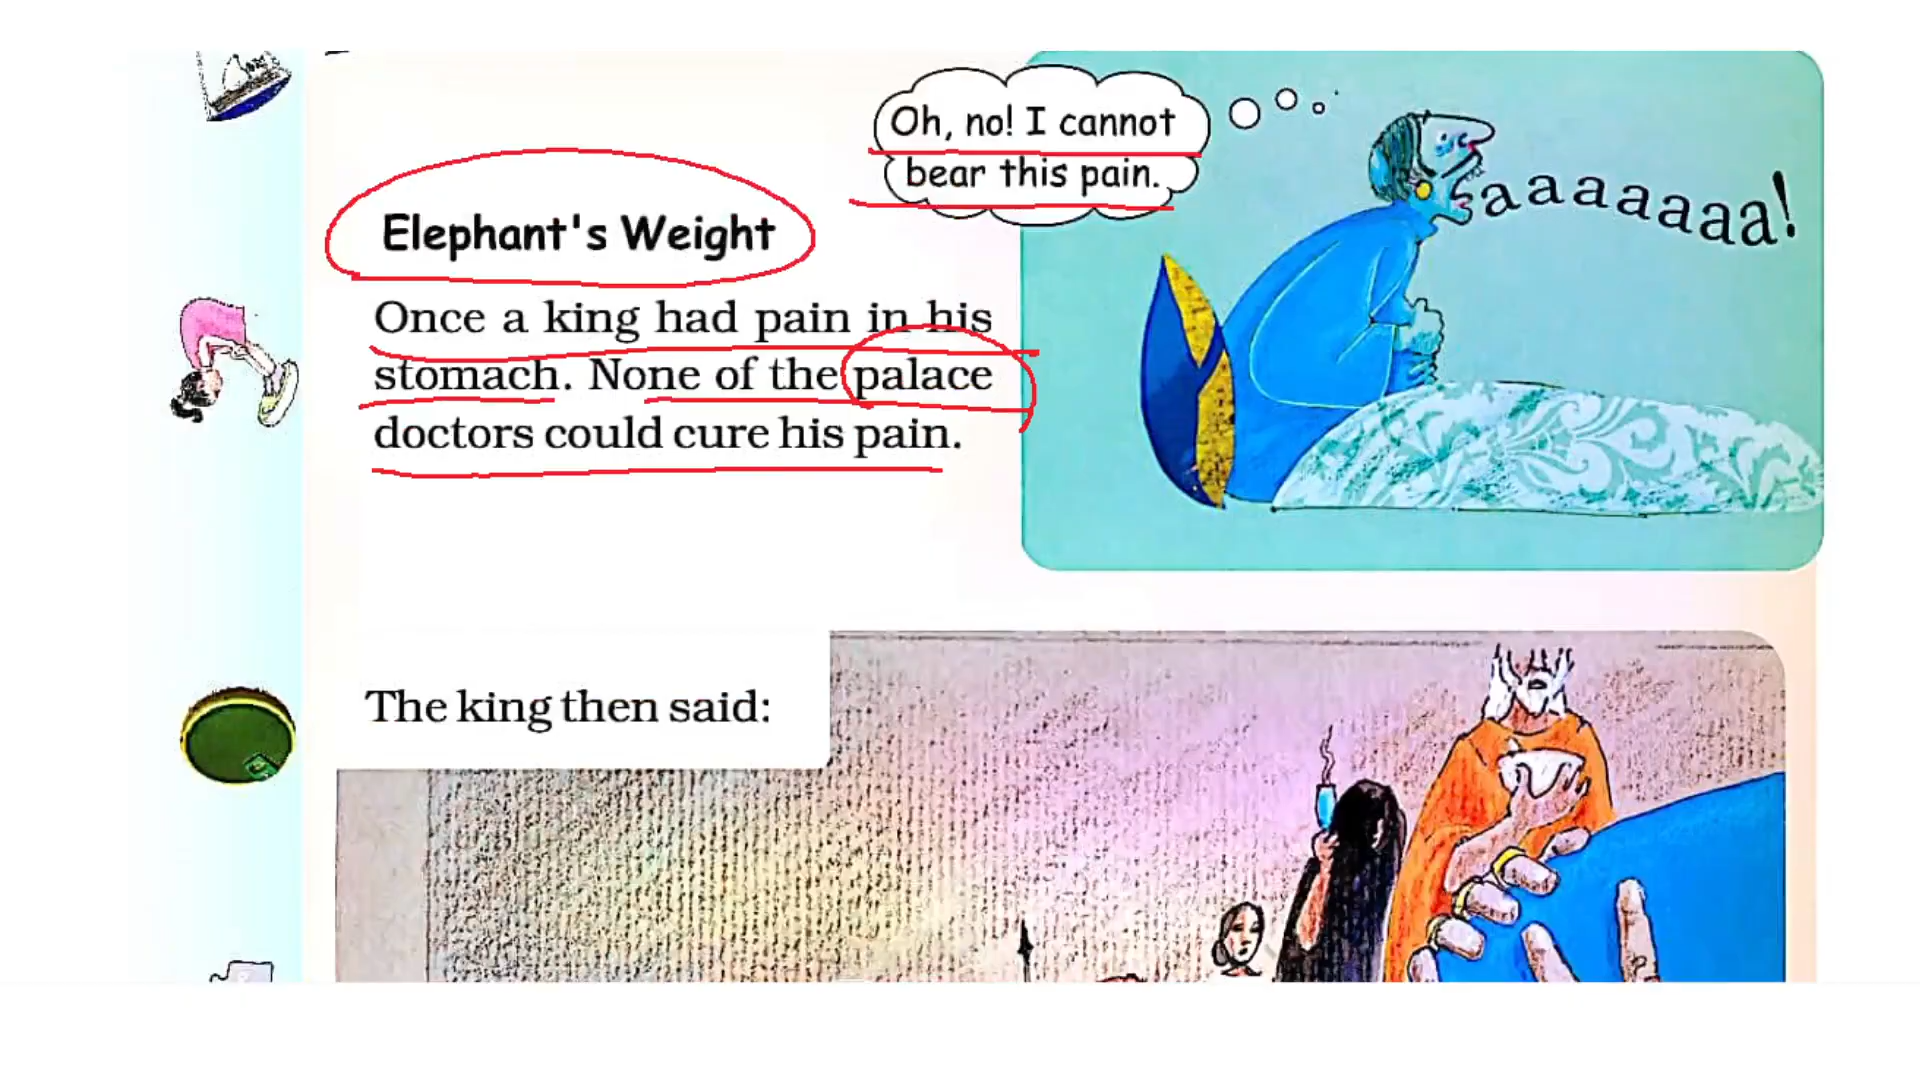 Oh, no! I cannot
bear this pain.
aaaaaaaa!
Elephant's Weight
Once a king had pain in his
stomach. None of the palace
doctors could cure his pain.
The king then said: